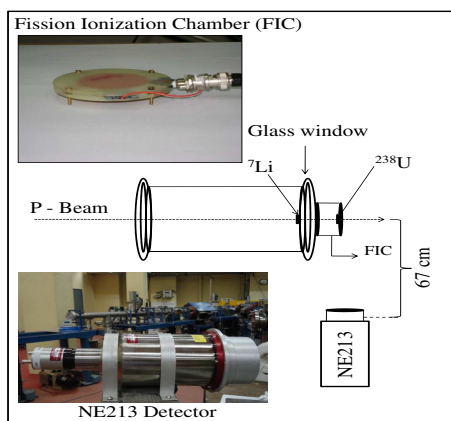 Fission Ionization Chamber (FIC)
Glass window
⁷Li
²³⁸U
P - Beam
FIC
67 cm
NE213
NE213 Detector